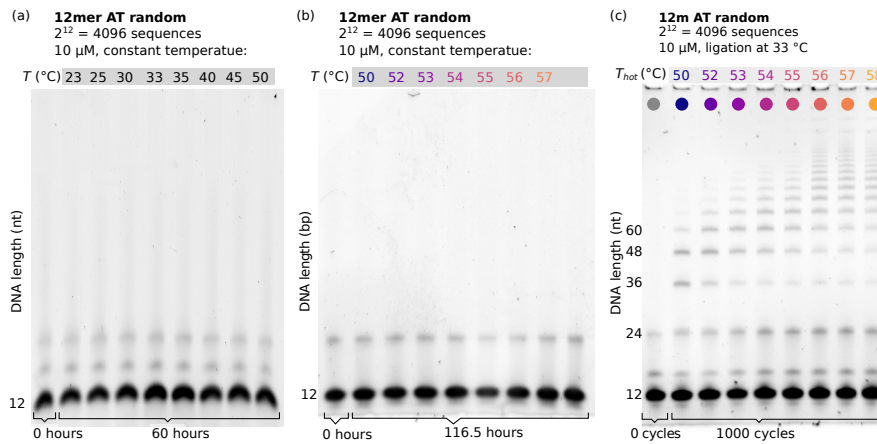 (a) 12mer AT random
2¹² = 4096 sequences
10 µM, constant temperatue:
T (°C) 23 25 30 33 35 40 45 50
DNA length (nt)
12
0 hours 60 hours
(b) 12mer AT random
2¹² = 4096 sequences
10 µM, constant temperatue:
T (°C) 50 52 53 54 55 56 57
DNA length (bp)
12
0 hours 116.5 hours
(c) 12m AT random
2¹² = 4096 sequences
10 µM, ligation at 33 °C
T_hot (°C) 50 52 53 54 55 56 57 58
DNA length (nt)
60
48
36
24
12
0 cycles 1000 cycles